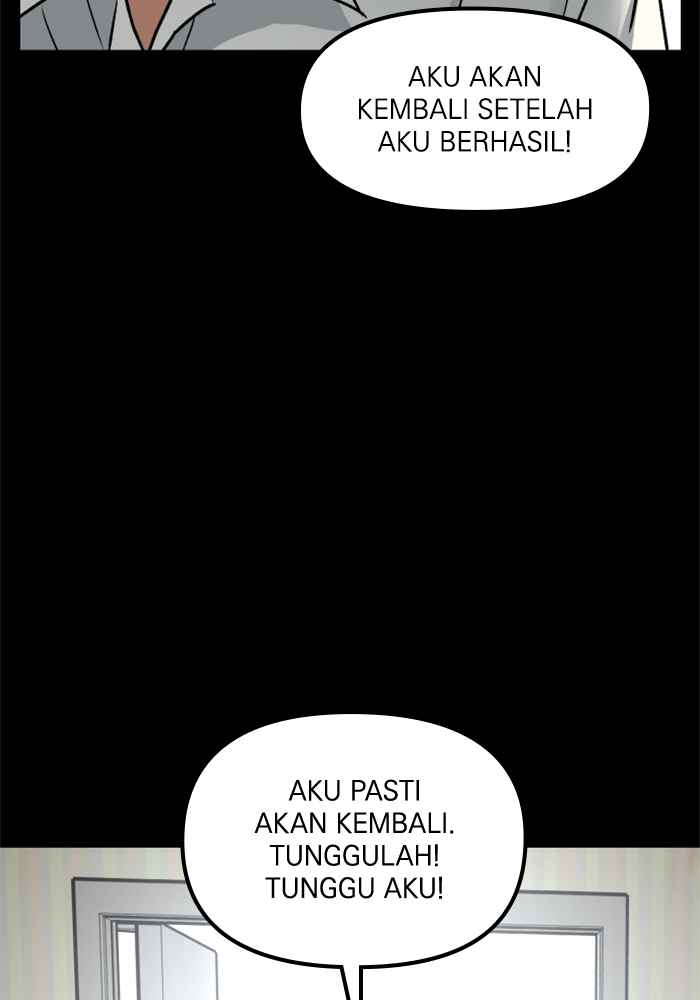 AKU AKAN
KEMBALI SETELAH
AKU BERHASIL!
AKU PASTI
AKAN KEMBALI.
TUNGGULAH!
TUNGGU AKU!